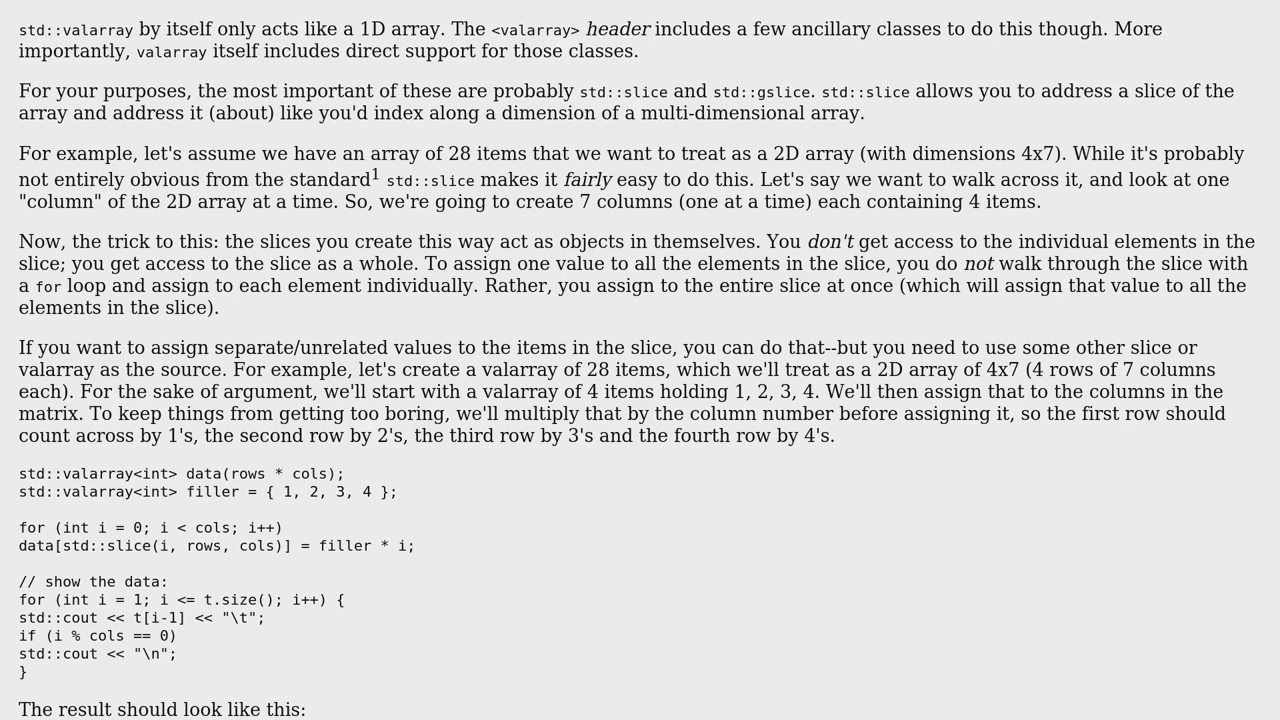 std::valarray by itself only acts like a 1D array. The <valarray> header includes a few ancillary classes to do this though. More
importantly, valarray itself includes direct support for those classes.
For your purposes, the most important of these are probably std::slice and std::gslice. std::slice allows you to address a slice of the
array and address it (about) like you'd index along a dimension of a multi-dimensional array.
For example, let's assume we have an array of 28 items that we want to treat as a 2D array (with dimensions 4x7). While it's probably
not entirely obvious from the standard1 std::slice makes it fairly easy to do this. Let's say we want to walk across it, and look at one
"column" of the 2D array at a time. So, we're going to create 7 columns (one at a time) each containing 4 items.
Now, the trick to this: the slices you create this way act as objects in themselves. You don't get access to the individual elements in the
slice; you get access to the slice as a whole. To assign one value to all the elements in the slice, you do not walk through the slice with
a for loop and assign to each element individually. Rather, you assign to the entire slice at once (which will assign that value to all the
elements in the slice).
If you want to assign separate/unrelated values to the items in the slice, you can do that--but you need to use some other slice or
valarray as the source. For example, let's create a valarray of 28 items, which we'll treat as a 2D array of 4x7 (4 rows of 7 columns
each). For the sake of argument, we'll start with a valarray of 4 items holding 1, 2, 3, 4. We'll then assign that to the columns in the
matrix. To keep things from getting too boring, we'll multiply that by the column number before assigning it, so the first row should
count across by 1's, the second row by 2's, the third row by 3's and the fourth row by 4's.
std::valarray<int> data(rows * cols);
std::valarray<int> filler = { 1, 2, 3, 4 };
for (int i = 0; i < cols; i++)
data[std::slice(i, rows, cols)] = filler * i;
// show the data:
for (int i = 1; i <= t.size(); i++) {
std::cout << t[i-1] << "\t";
if (i % cols == 0)
std::cout << "\n";
}
The result should look like this: